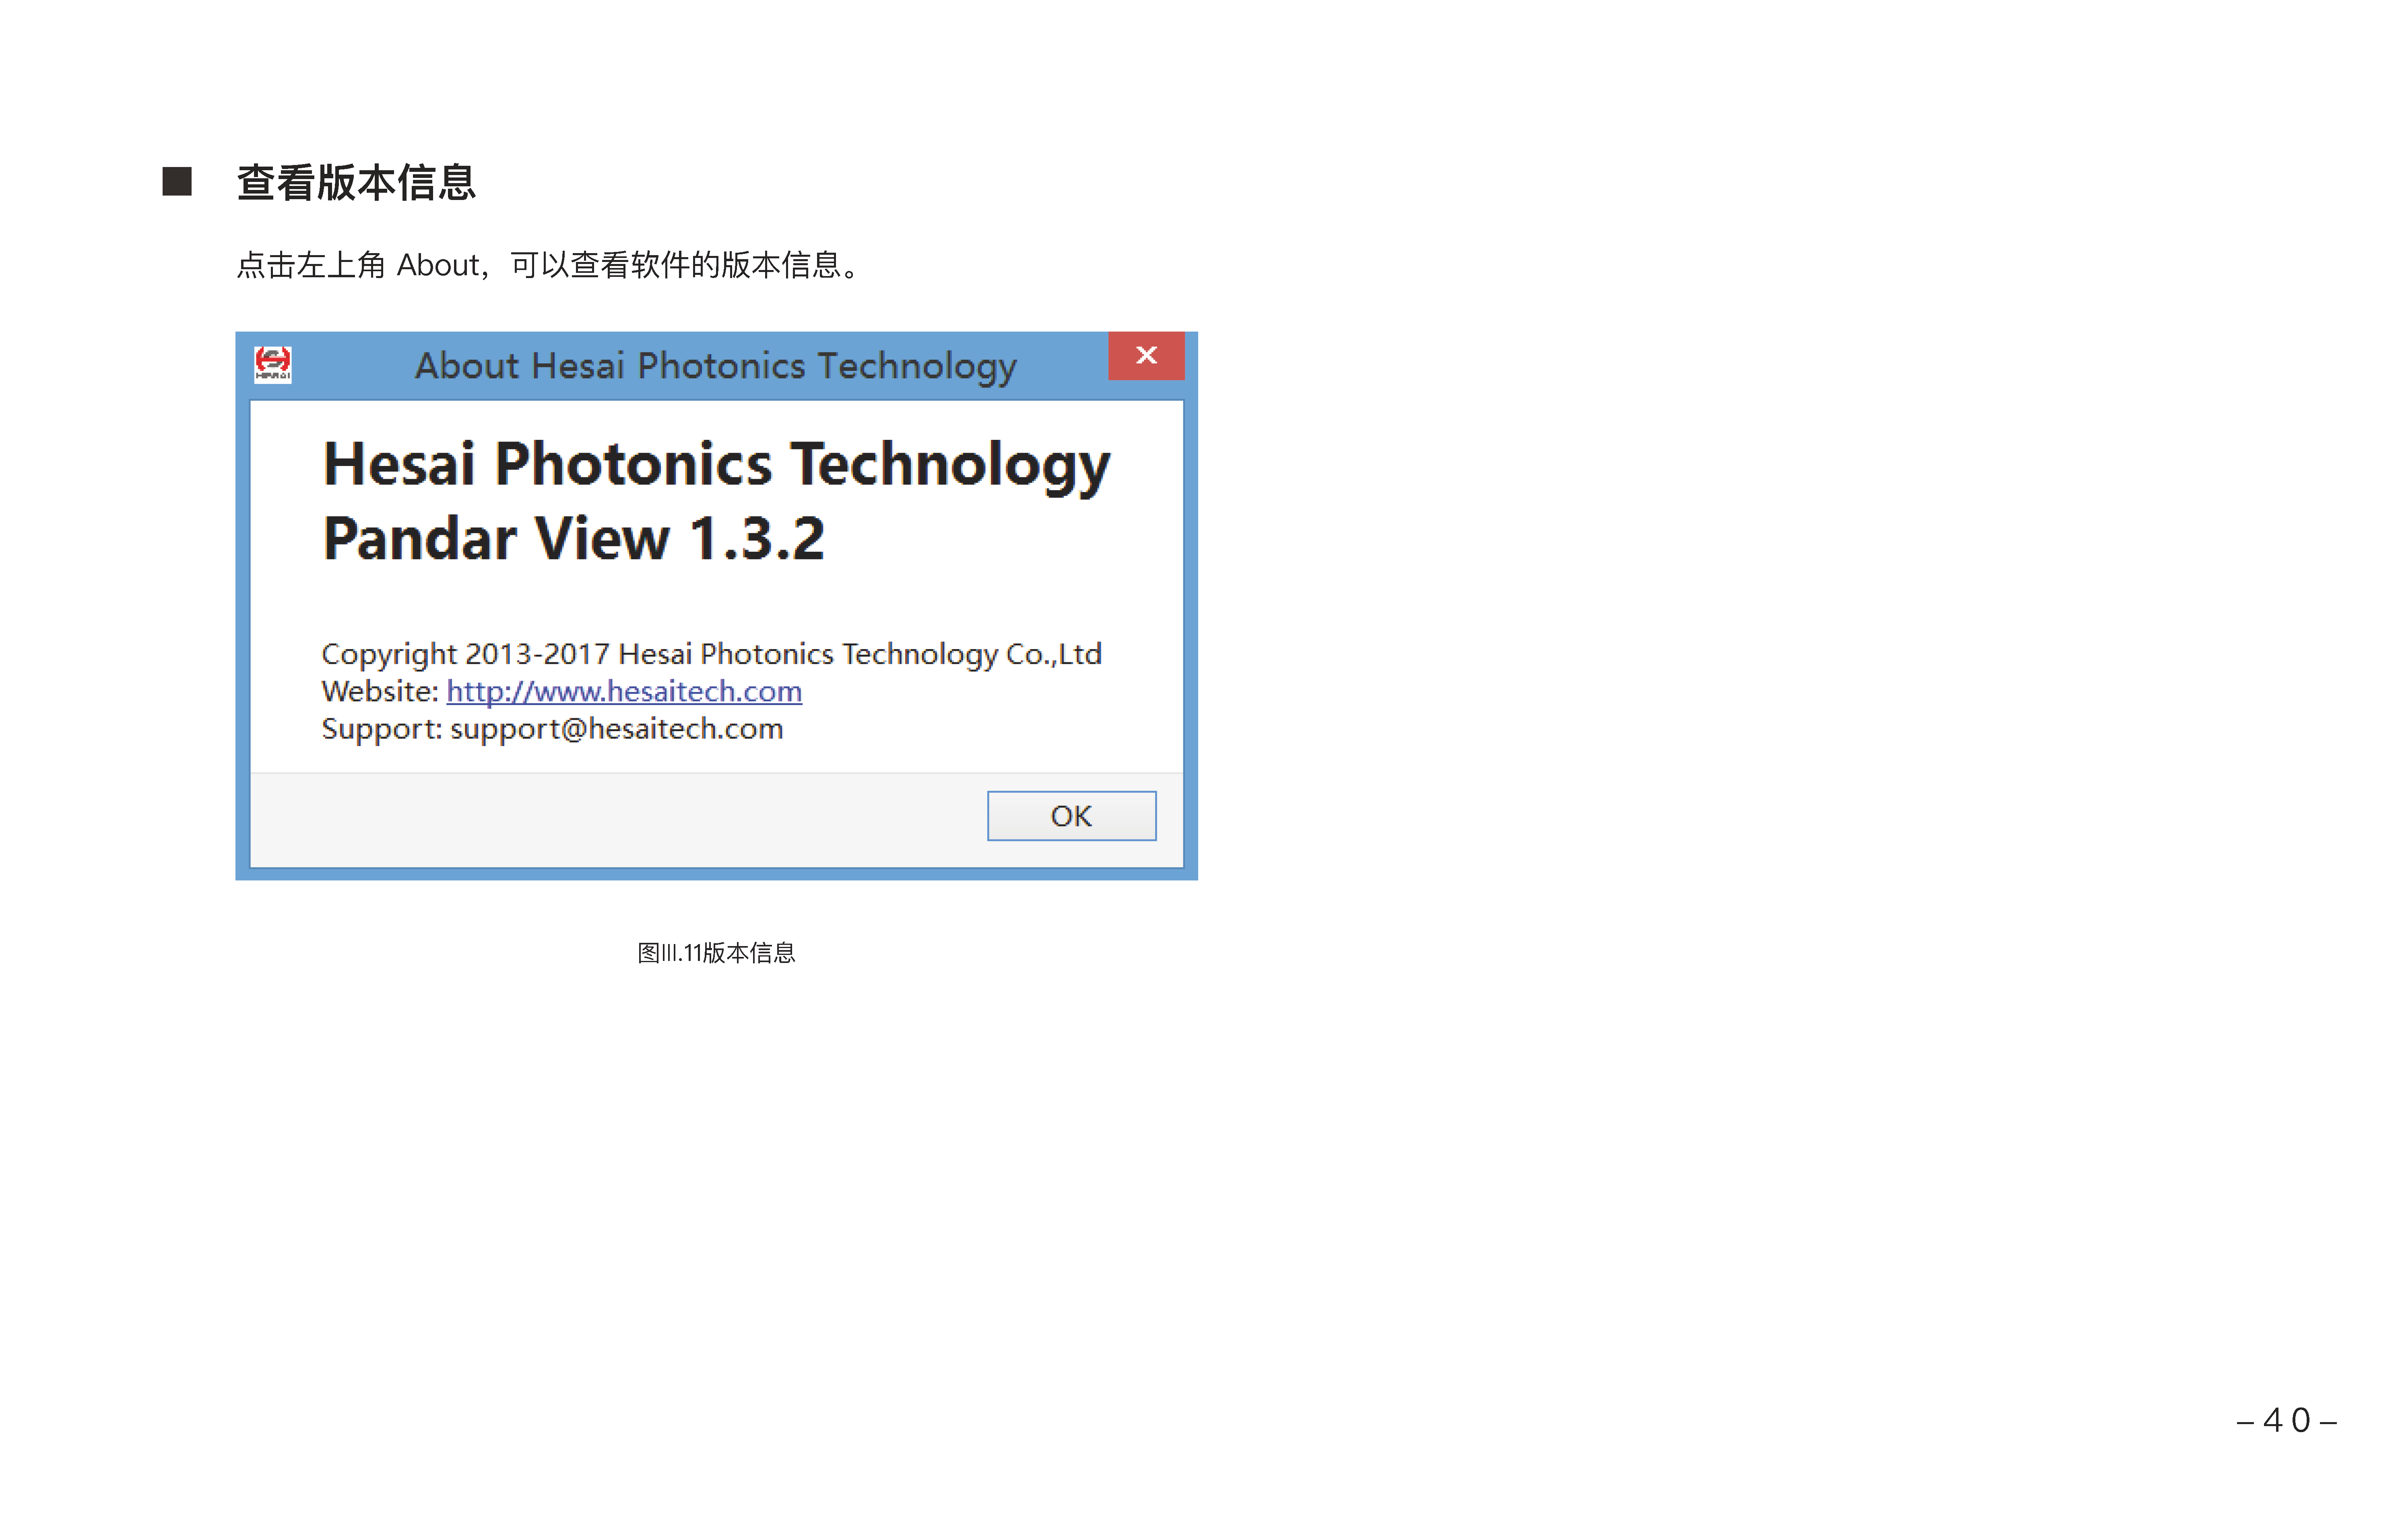 ■ 查看版本信息
点击左上角 About，可以查看软件的版本信息。
HESAI
About Hesai Photonics Technology
Hesai Photonics Technology
Pandar View 1.3.2
Copyright 2013-2017 Hesai Photonics Technology Co.,Ltd
Website: http://www.hesaitech.com
Support: support@hesaitech.com
OK
图III.11版本信息
– 4 0 –